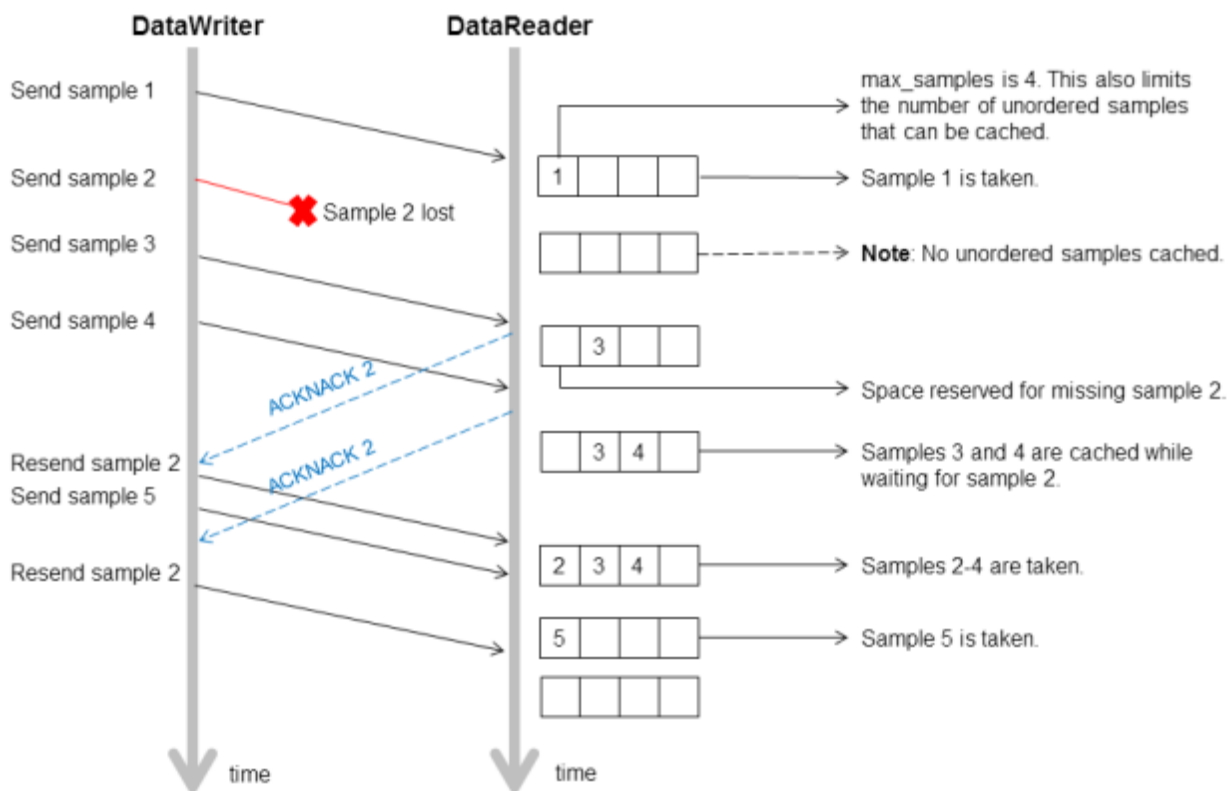 DataWriter
DataReader
Send sample 1
max_samples is 4. This also limits
the number of unordered samples
that can be cached.
1
Send sample 2
Sample 1 is taken.
Sample 2 lost
Send sample 3
Note: No unordered samples cached.
Send sample 4
3
ACKNACK 2
Space reserved for missing sample 2.
ACKNACK 2
3 4
Samples 3 and 4 are cached while
waiting for sample 2.
Resend sample 2
Send sample 5
Resend sample 2
2 3 4
Samples 2-4 are taken.
5
Sample 5 is taken.
time
time